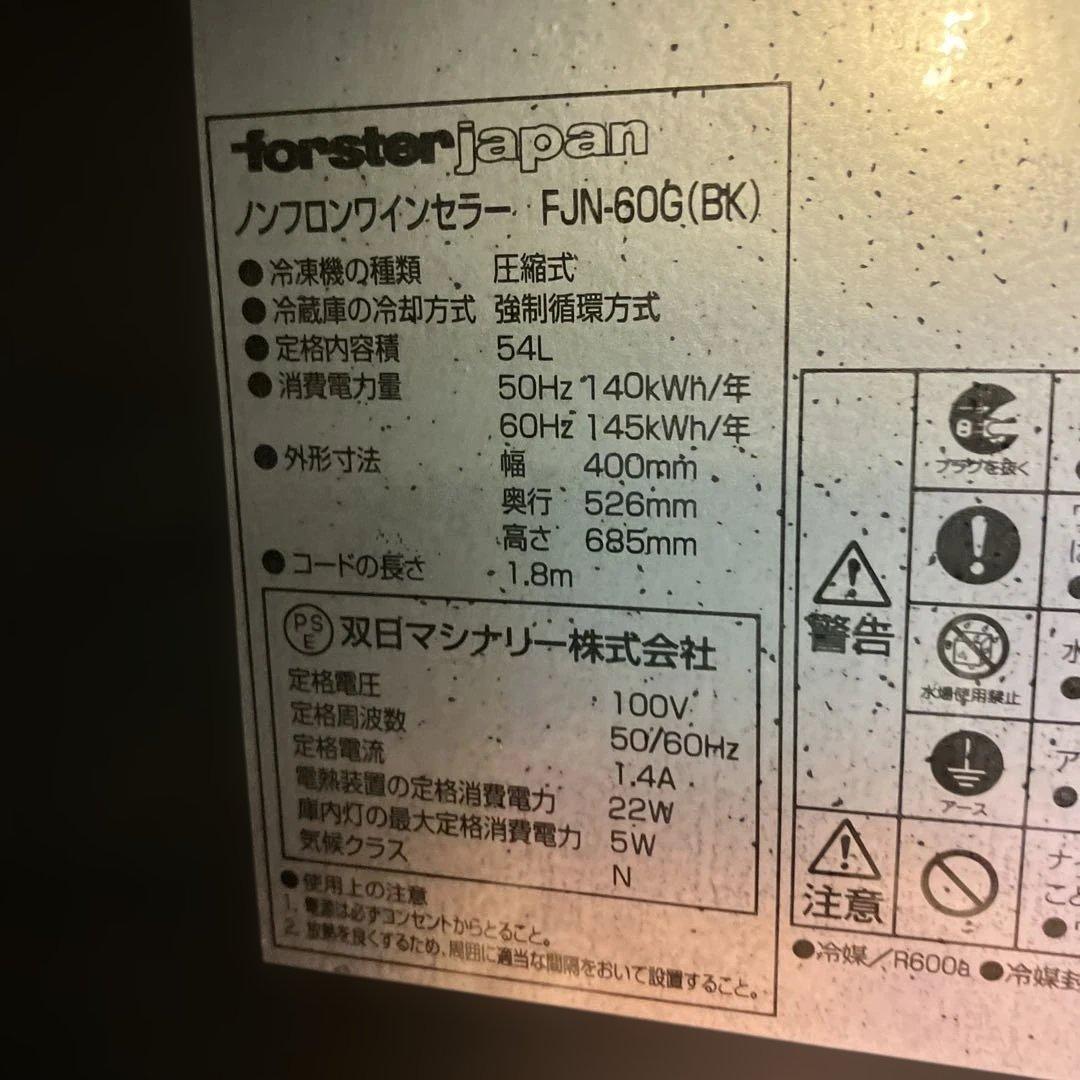 forsterjapan
ノンフロンワインセラー FJN-60G(BK)
●冷凍機の種類 圧縮式
●冷蔵庫の冷却方式 強制循環方式
●定格内容積 54L
●消費電力量 50Hz 140kWh/年
60Hz 145kWh/年
●外形寸法 幅 400mm
奥行 526mm
高さ 685mm
●コードの長さ 1.8m
PSE 双日マシナリー株式会社
定格電圧 100V
定格周波数 50/60Hz
定格電流 1.4A
電熱装置の定格消費電力 22W
庫内灯の最大定格消費電力 5W
気候クラス N
●使用上の注意
1. 電源は必ずコンセントからとること。
2. 放熱を良くするため、周囲に適当な間隔をおいて設置すること。
プラグを抜く
警告
水場使用禁止
水
アース
ア
注意
ナ
こと
●冷媒/R600a ●冷媒封